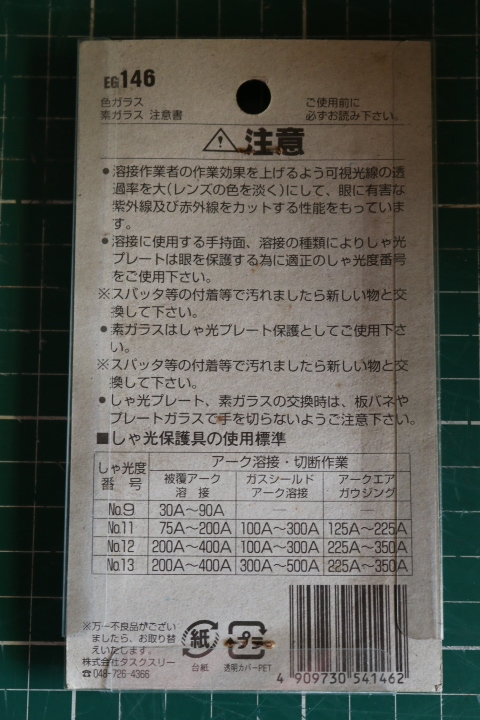 EG146
色ガラス
素ガラス 注意書
ご使用前に
必ずお読み下さい。
注意
●溶接作業者の作業効果を上げるよう可視光線の透
過率を大(レンズの色を淡く)にして、眼に有害な
紫外線及び赤外線をカットする性能をもっていま
す。
●溶接に使用する手持面、溶接の種類によりしゃ光
プレートは眼を保護する為に適正のしゃ光度番号
をご使用下さい。
※スパッタ等の付着等で汚れましたら新しい物と交
換して下さい。
●素ガラスはしゃ光プレート保護としてご使用下さ
い。
※スパッタ等の付着等で汚れましたら新しい物と交
換して下さい。
●しゃ光プレート、素ガラスの交換時は、板バネや
プレートガラスで手を切らないようご注意下さい。
■しゃ光保護具の使用標準
しゃ光度番号 アーク溶接・切断作業
被覆アーク溶接 ガスシールドアーク溶接 アークエアガウジング
No.9 30A～90A — —
No.11 75A～200A 100A～300A 125A～225A
No.12 200A～400A 100A～300A 225A～350A
No.13 200A～400A 300A～500A 225A～350A
※万一不良品がござい
ましたら、お取り替
えいたします。
株式会社タスクスリー
☎048-726-4366
紙
台紙
プラ
透明カバーPET
4 909730 541462